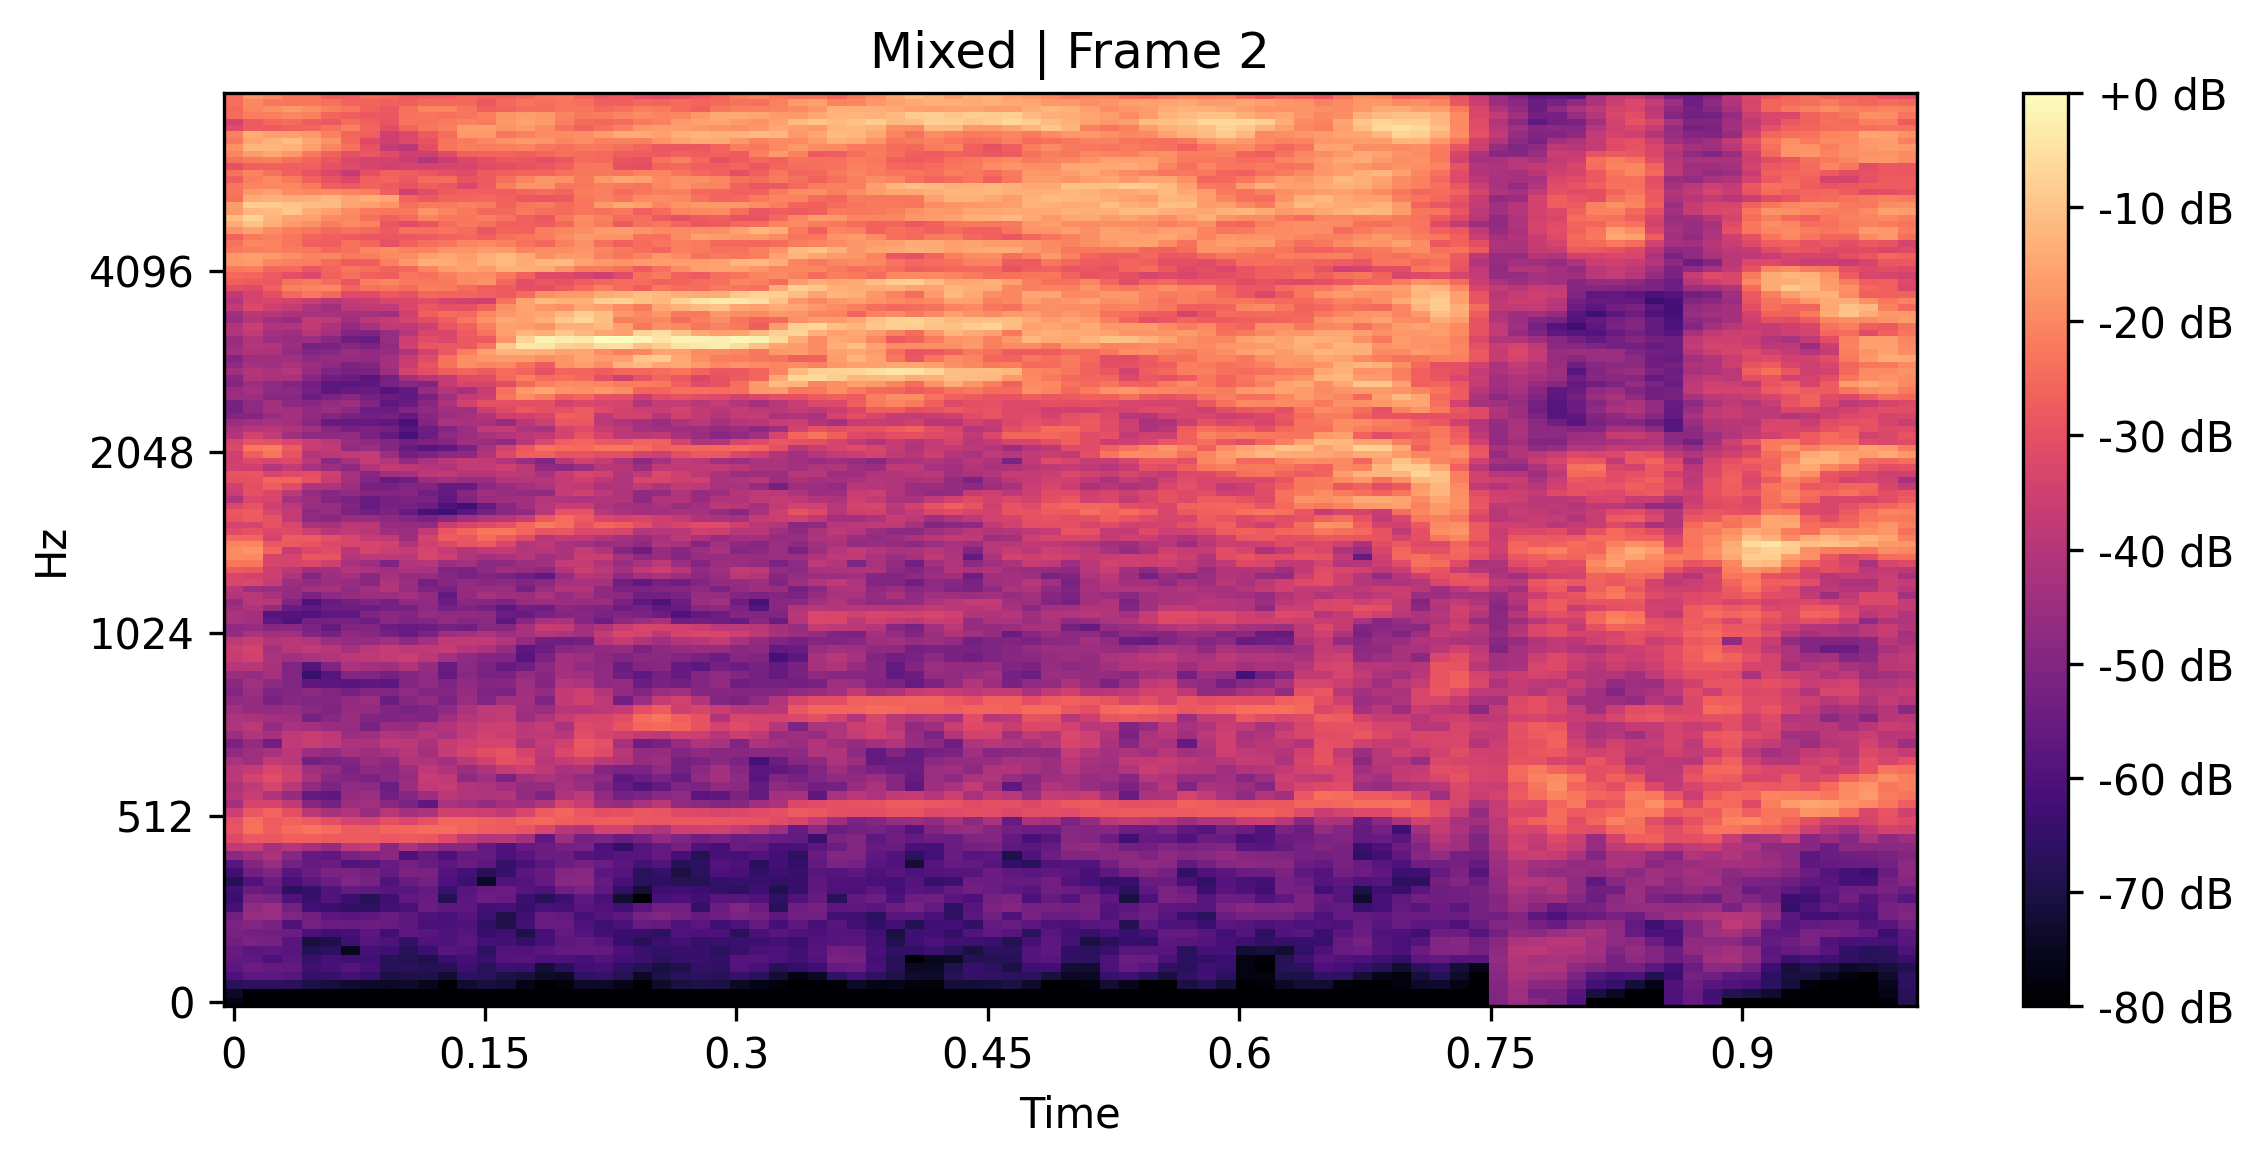 Mixed | Frame 2
Hz
4096
2048
1024
512
0
0 0.15 0.3 0.45 0.6 0.75 0.9
Time
+0 dB
-10 dB
-20 dB
-30 dB
-40 dB
-50 dB
-60 dB
-70 dB
-80 dB